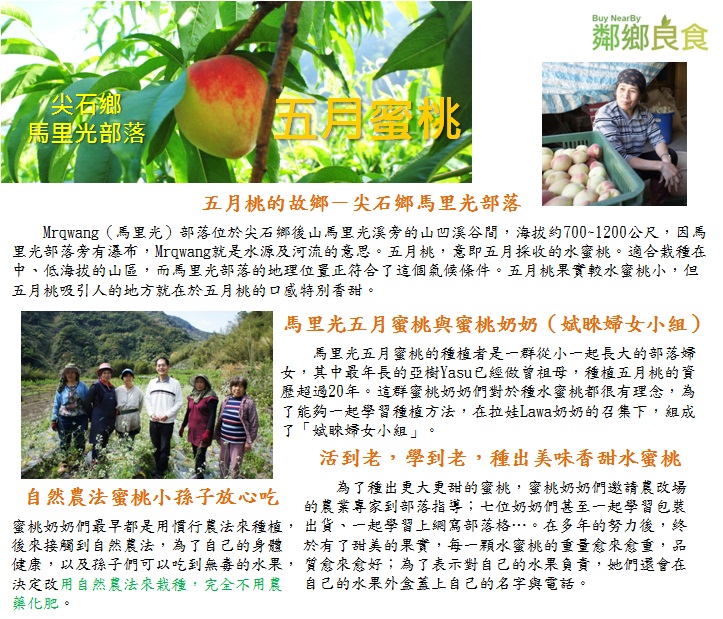 Buy NearBy
鄰鄉良食
尖石鄉
馬里光部落
五月蜜桃
五月桃的故鄉－尖石鄉馬里光部落
Mrqwang（馬里光）部落位於尖石鄉後山馬里光溪旁的山凹溪谷間，海拔約700~1200公尺，因馬
里光部落旁有瀑布，Mrqwang就是水源及河流的意思。五月桃，意即五月採收的水蜜桃。適合栽種在
中、低海拔的山區，而馬里光部落的地理位置正符合了這個氣候條件。五月桃果實較水蜜桃小，但
五月桃吸引人的地方就在於五月桃的口感特別香甜。
馬里光五月蜜桃與蜜桃奶奶（斌睞婦女小組）
馬里光五月蜜桃的種植者是一群從小一起長大的部落婦
女，其中最年長的亞樹Yasu已經做曾祖母，種植五月桃的資
歷超過20年。這群蜜桃奶奶們對於種水蜜桃都很有理念，為
了能夠一起學習種植方法，在拉娃Lawa奶奶的召集下，組成
了「斌睞婦女小組」。
活到老，學到老，種出美味香甜水蜜桃
為了種出更大更甜的蜜桃，蜜桃奶奶們邀請農改場
的農業專家到部落指導；七位奶奶們甚至一起學習包裝
出貨、一起學習上網寫部落格…。在多年的努力後，終
於有了甜美的果實，每一顆水蜜桃的重量愈來愈重，品
質愈來愈好；為了表示對自己的水果負責，她們還會在
自己的水果外盒蓋上自己的名字與電話。
自然農法蜜桃小孫子放心吃
蜜桃奶奶們最早都是用慣行農法來種植，
後來接觸到自然農法，為了自己的身體
健康，以及孫子們可以吃到無毒的水果，
決定改用自然農法來栽種，完全不用農
藥化肥。